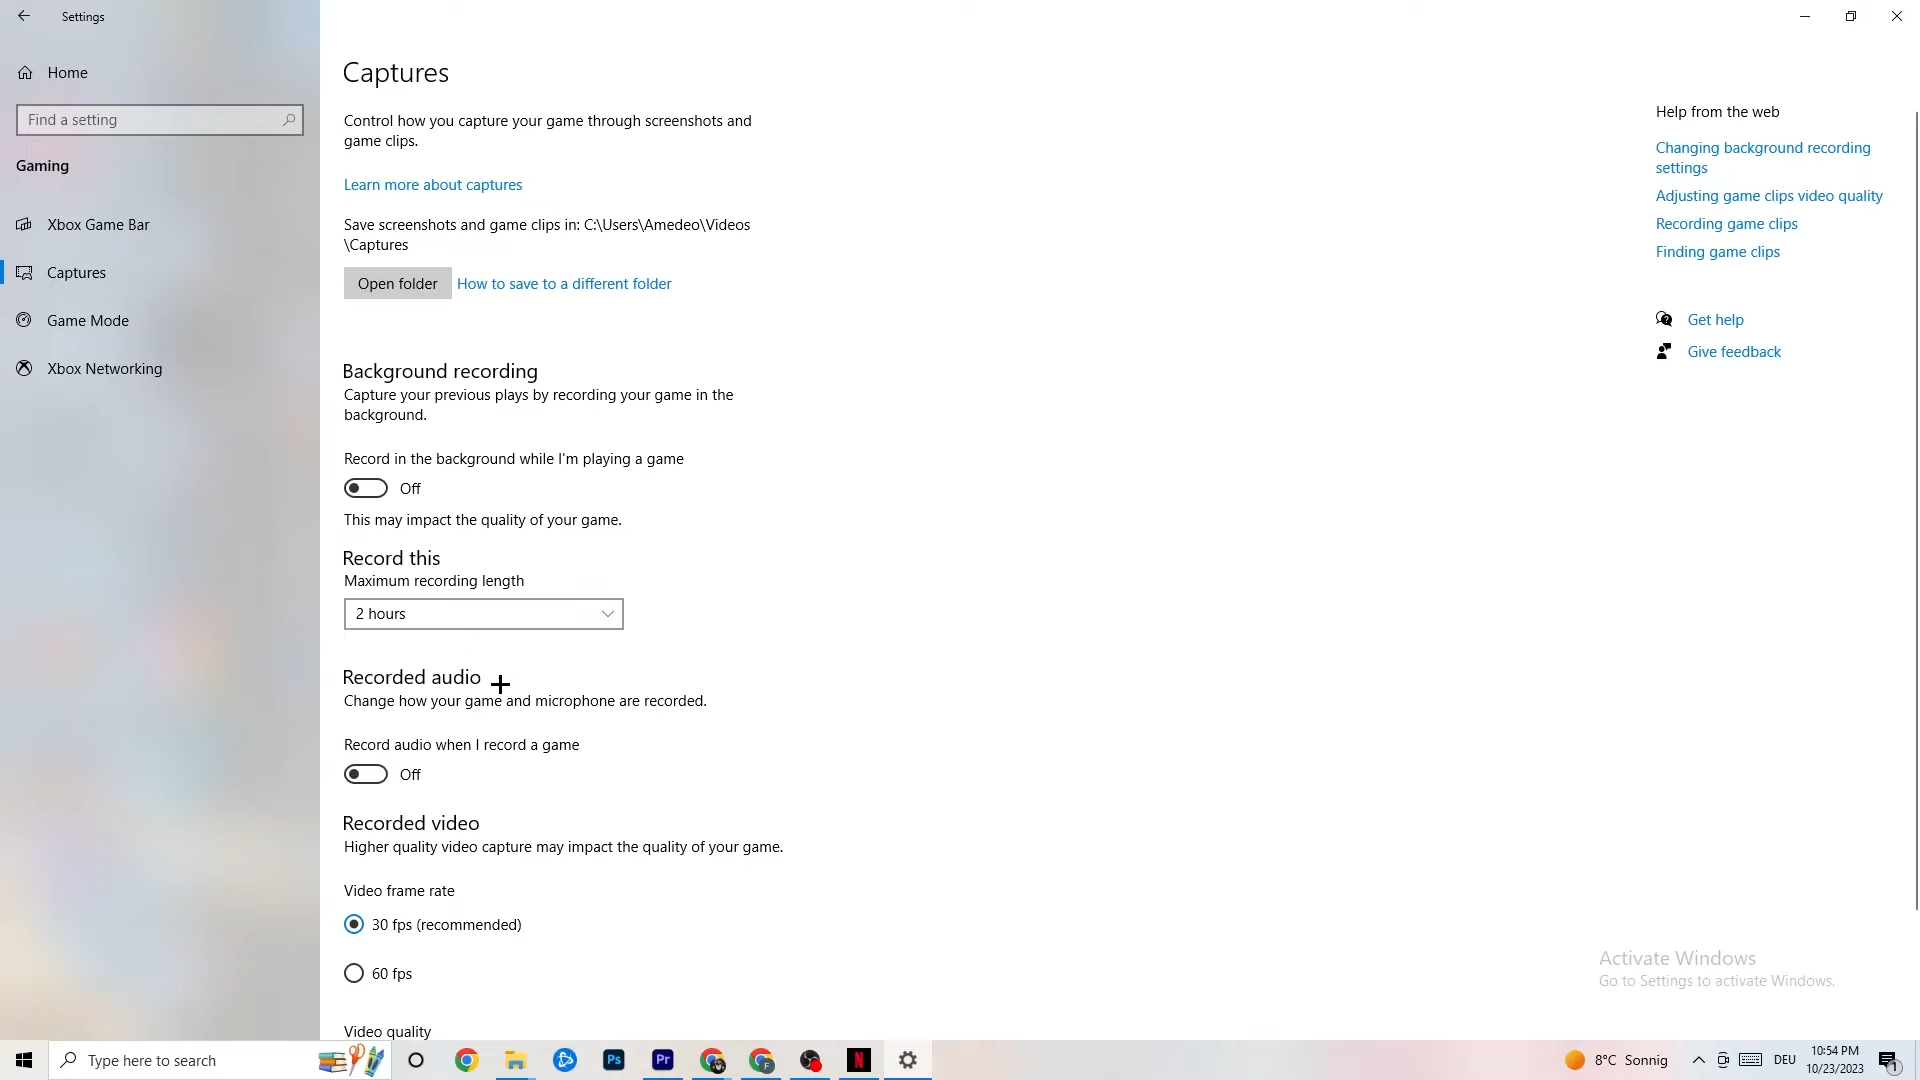 Settings
Home
Find a setting
Gaming
Xbox Game Bar
Captures
Game Mode
Xbox Networking
Captures
Control how you capture your game through screenshots and
game clips.
Learn more about captures
Save screenshots and game clips in: C:\Users\Amedeo\Videos
\Captures
Open folder
How to save to a different folder
Background recording
Capture your previous plays by recording your game in the
background.
Record in the background while I'm playing a game
Off
This may impact the quality of your game.
Record this
Maximum recording length
2 hours
Recorded audio
Change how your game and microphone are recorded.
Record audio when I record a game
Off
Recorded video
Higher quality video capture may impact the quality of your game.
Video frame rate
30 fps (recommended)
60 fps
Video quality
Help from the web
Changing background recording
settings
Adjusting game clips video quality
Recording game clips
Finding game clips
Get help
Give feedback
Activate Windows
Go to Settings to activate Windows.
Type here to search
Ps
Pr
F
N
8°C Sonnig
DEU
10:54 PM
10/23/2023
1